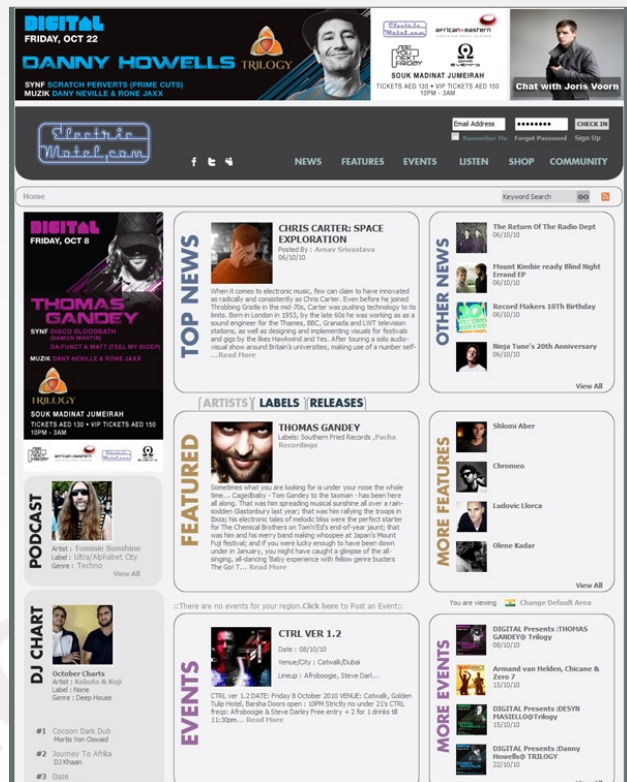 DIGITAL
FRIDAY, OCT 22
DANNY HOWELLS
TRILOGY
SYNF SCRATCH PERVERTS (PRIME CUTS)
MUZIK DANY NEVILLE & RONE JAXX
Electric
Motel.com
african+eastern
ARE
YOU
NEXT
FRIDAY
SOUK MADINAT JUMEIRAH
TICKETS AED 130 • VIP TICKETS AED 150
10PM - 3AM
Chat with Joris Voorn
Electric
Motel.com
Email Address
CHECK IN
Remember Me Forgot Password Sign Up
NEWS FEATURES EVENTS LISTEN SHOP COMMUNITY
Home
Keyword Search GO
DIGITAL
FRIDAY, OCT 8
THOMAS
GANDEY
SYNF DISCO BLOODBATH
(DAMON MARTIN)
DA-FUNCT & MATT (FEEL MY BICEP)
MUZIK DANY NEVILLE & RONE JAXX
TRILOGY
SOUK MADINAT JUMEIRAH
TICKETS AED 130 • VIP TICKETS AED 150
10PM - 3AM
PODCAST
Artist : Tommie Sunshine
Label : Ultra/Alphabet City
Genre : Techno
View All
DJ CHART
October Charts
Artist : Kabuto & Koji
Label : None
Genre : Deep House
#1 Cocoon Dark Dub
Mortis Von Oswald
#2 Journey To Afrika
DJ Khaan
#3 Daze
TOP NEWS
CHRIS CARTER: SPACE
EXPLORATION
Posted By : Arnav Srivastava
06/10/10
When it comes to electronic music, few can claim to have innovated
as radically and consistently as Chris Carter. Even before he joined
Throbbing Gristle in the mid-70s, Carter was pushing technology to its
limits. Born in London in 1953, by the late 60s he was working as as a
sound engineer for the Thames, BBC, Granada and LWT television
stations, as well as designing and implementing visuals for festivals
and gigs by the likes Hawkwind and Yes. After touring a solo audio-
visual show around Britain's universities, making use of a number self-
...Read More
OTHER NEWS
The Return Of The Radio Dept
06/10/10
Mount Kimbie ready Blind Night
Errand EP
06/10/10
Record Makers 10Th Birthday
06/10/10
Ninja Tune's 20th Anniversary
06/10/10
View All
ARTISTS LABELS RELEASES
FEATURED
THOMAS GANDEY
Labels: Southern Fried Records ,Pacha
Recordings
Sometimes what you are looking for is under your nose the whole
time... Cagedbaby - Tom Gandey to the taxman - has been here
all along. That was him spreading musical sunshine all over a rain-
sodden Glastonbury last year; that was him rallying the troops in
Ibiza; his electronic tales of melodic bliss were the perfect starter
for The Chemical Brothers on
end-of-year jaunt; that
was him and his merry band making whoopee at Japan's Mount
Fuji festival; and if you were lucky enough to have been down
under in January, you might have caught a glimpse of the all-
singing, all-dancing 'Baby experience with fellow genre busters
The Go! T... Read More
MORE FEATURES
Shlomi Aber
Chromeo
Ludovic Llorca
Olene Kadar
View All
::There are no events for your region.Click here to Post an Event::
You are viewing Change Default Area
EVENTS
CTRL VER 1.2
Date : 08/10/10
Venue/City : Catwalk/Dubai
Lineup : Afroboogie, Steve Darl...
CTRL ver 1.2 DATE: Friday 8 October 2010 VENUE: Catwalk, Golden
Tulip Hotel, Barsha Doors open : 10PM Strictly no under 21's CTRL
freqs: Afroboogie & Steve Darley Free entry + 2 for 1 drinks till
11:30pm... Read More
MORE EVENTS
DIGITAL Presents :THOMAS
GANDEY@ Trilogy
08/10/10
Armand van Helden, Chicane &
Zero 7
15/10/10
DIGITAL Presents :DESYN
MASIELLO@Trilogy
15/10/10
DIGITAL Presents :Danny
Howells@ TRILOGY
22/10/10